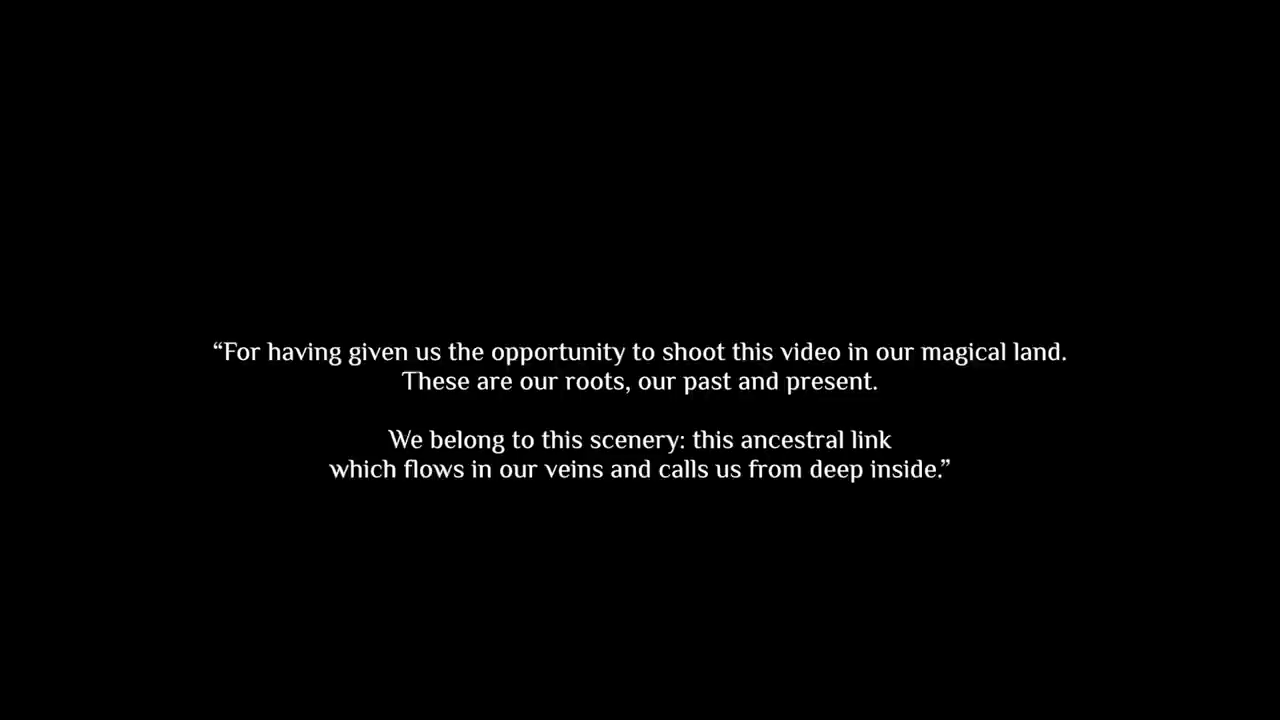 “For having given us the opportunity to shoot this video in our magical land.
These are our roots, our past and present.
We belong to this scenery: this ancestral link
which flows in our veins and calls us from deep inside.”